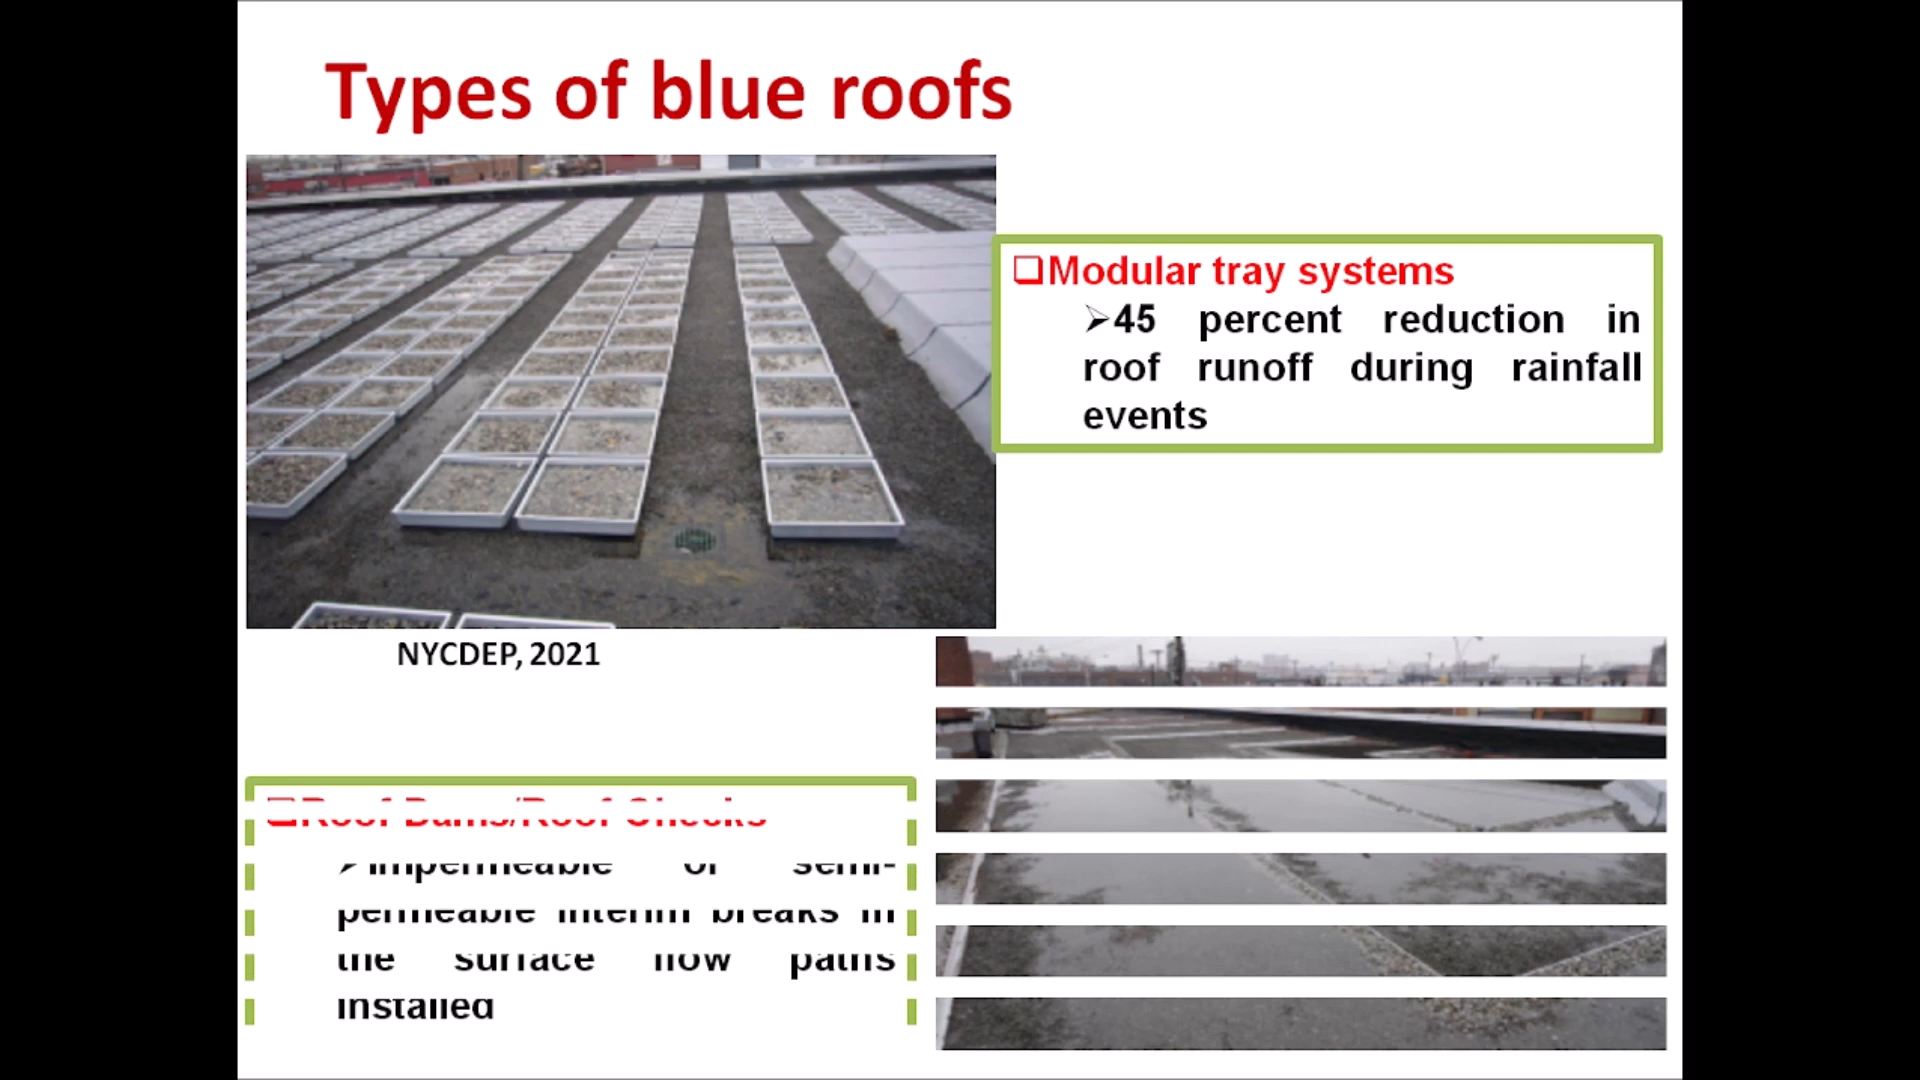 Types of blue roofs
❑Modular tray systems
➢45 percent reduction in
roof runoff during rainfall
events
NYCDEP, 2021
❑Roof Dams/Roof Checks
➢Impermeable or semi-
permeable interim breaks in
the surface flow paths
installed